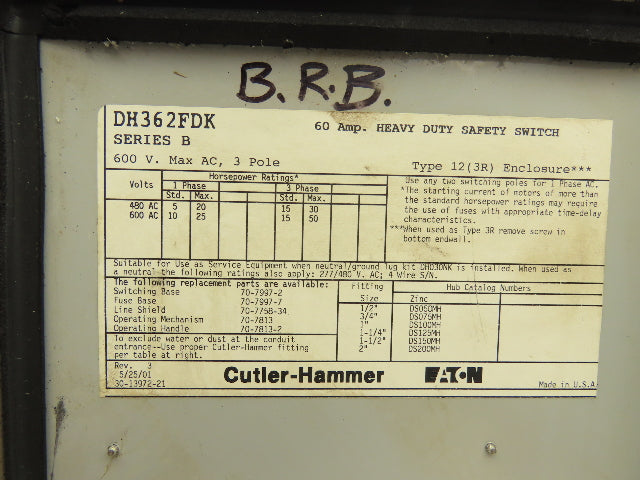 B.R.B.
DH362FDK
60 Amp. HEAVY DUTY SAFETY SWITCH
SERIES B
600 V. Max AC, 3 Pole
Type 12(3R) Enclosure***
Horsepower Ratings*
Volts 1 Phase 3 Phase
Std. Max. Std. Max.
480 AC 5 20 15 30
600 AC 10 25 15 50
Use any two switching poles for 1 Phase AC.
*The starting current of motors of more than
the standard horsepower ratings may require
the use of fuses with appropriate time-delay
characteristics.
***When used as Type 3R remove screw in
bottom endwall.
Suitable for Use as Service Equipment when neutral/ground lug kit DH030NK is installed. When used as
a neutral the following ratings also apply: 277/480 V. AC; 4 Wire S/N.
The following replacement parts are available:
Switching Base 70-7997-2
Fuse Base 70-7997-7
Line Shield 70-7758-34
Operating Mechanism 70-7813
Operating Handle 70-7813-2
To exclude water or dust at the conduit
entrance--Use proper Cutler-Hammer fitting
per table at right.
Fitting Hub Catalog Numbers
Size Zinc
1/2" DS050MH
3/4" DS075MH
1" DS100MH
1-1/4" DS125MH
1-1/2" DS150MH
2" DS200MH
Rev. 3
5/25/01
30-13972-21
Cutler-Hammer EATON
Made in U.S.A